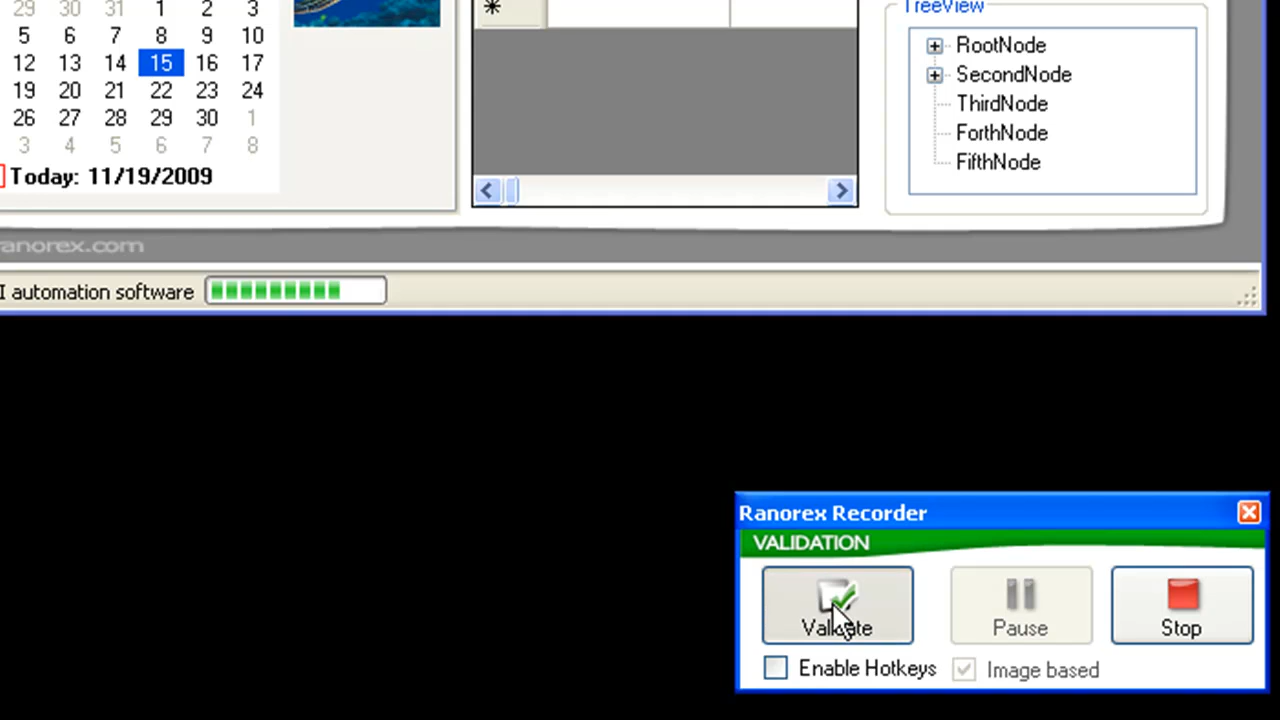 29 30 31 1 2 3
5 6 7 8 9 10
12 13 14 15 16 17
19 20 21 22 23 24
26 27 28 29 30 1
3 4 5 6 7 8
Today: 11/19/2009
*
TreeView
RootNode
SecondNode
ThirdNode
ForthNode
FifthNode
ranorex.com
I automation software
Ranorex Recorder
VALIDATION
Validate
Pause
Stop
Enable Hotkeys
Image based